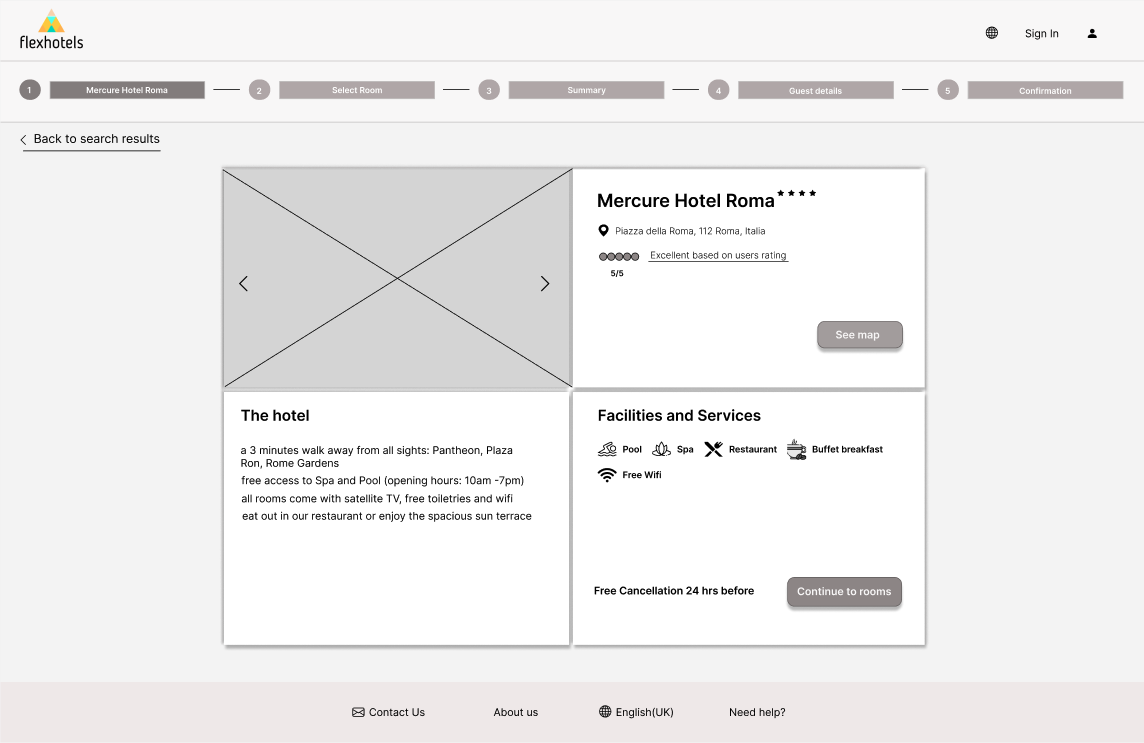 flexhotels
Sign In
1 Mercure Hotel Roma 2 Select Room 3 Summary 4 Guest details 5 Confirmation
Back to search results
Mercure Hotel Roma
Piazza della Roma, 112 Roma, Italia
Excellent based on users rating
5/5
See map
The hotel
a 3 minutes walk away from all sights: Pantheon, Plaza
Ron, Rome Gardens
free access to Spa and Pool (opening hours: 10am -7pm)
all rooms come with satellite TV, free toiletries and wifi
eat out in our restaurant or enjoy the spacious sun terrace
Facilities and Services
Pool Spa Restaurant Buffet breakfast
Free Wifi
Free Cancellation 24 hrs before
Continue to rooms
Contact Us About us English(UK) Need help?